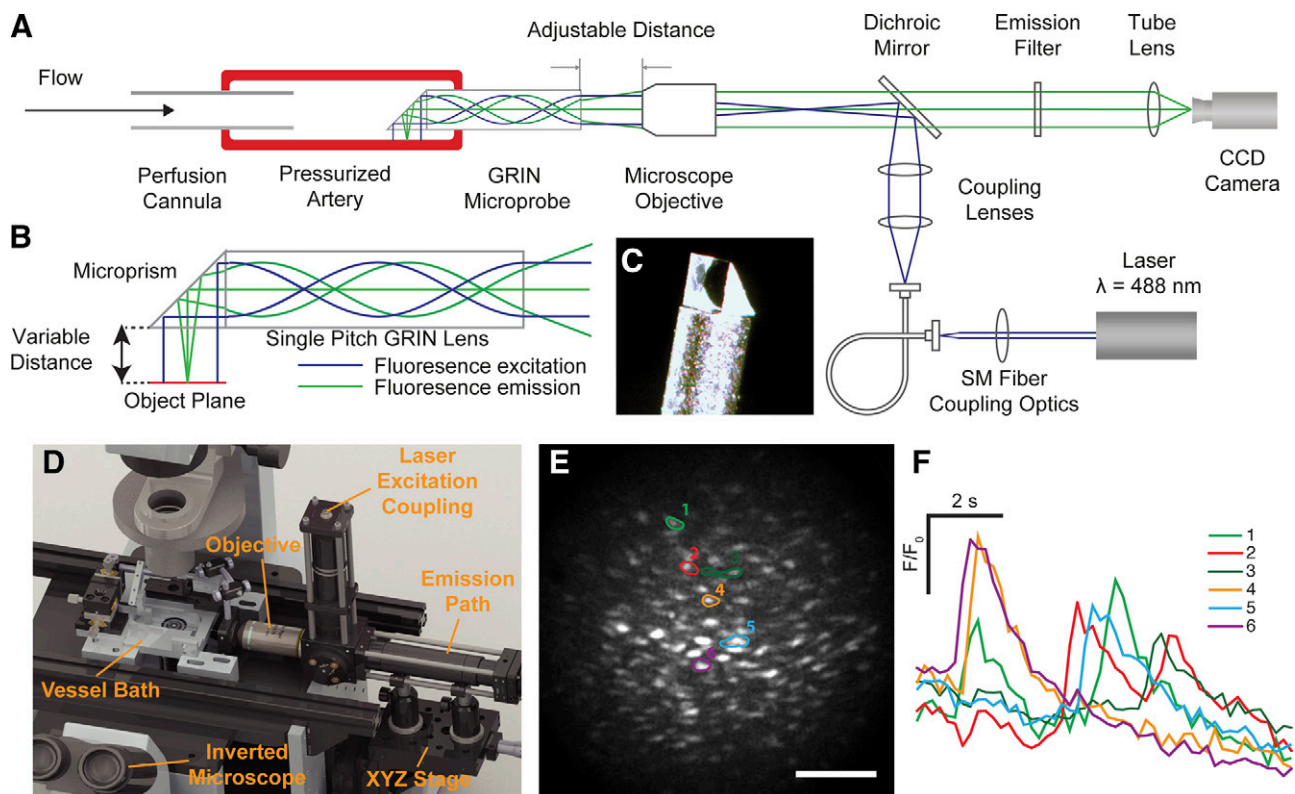 A
Flow
Adjustable Distance
Dichroic
Mirror
Emission
Filter
Tube
Lens
Perfusion
Cannula
Pressurized
Artery
GRIN
Microprobe
Microscope
Objective
Coupling
Lenses
CCD
Camera
B
Microprism
Variable
Distance
Single Pitch GRIN Lens
Fluoresence excitation
Fluoresence emission
Object Plane
C
Laser
λ = 488 nm
SM Fiber
Coupling Optics
D
Laser
Excitation
Coupling
Objective
Emission
Path
Vessel Bath
Inverted
Microscope
XYZ Stage
E
1
2
3
4
5
6
F
2 s
F/F0
1
2
3
4
5
6